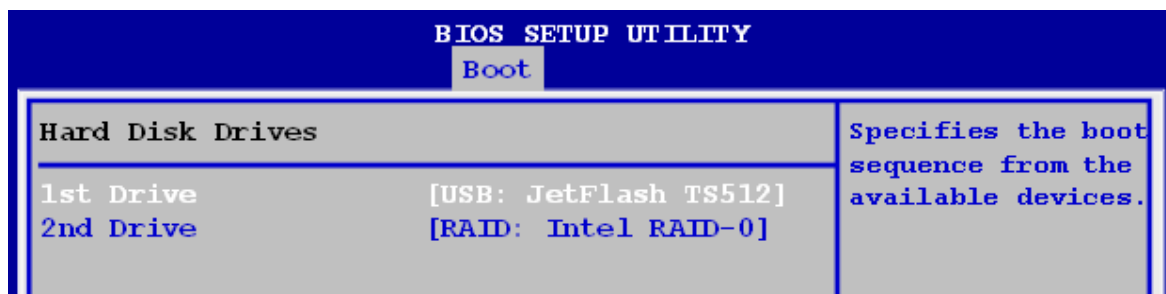 BIOS SETUP UTILITY
Boot
Hard Disk Drives
1st Drive [USB: JetFlash TS512]
2nd Drive [RAID: Intel RAID-0]
Specifies the boot
sequence from the
available devices.